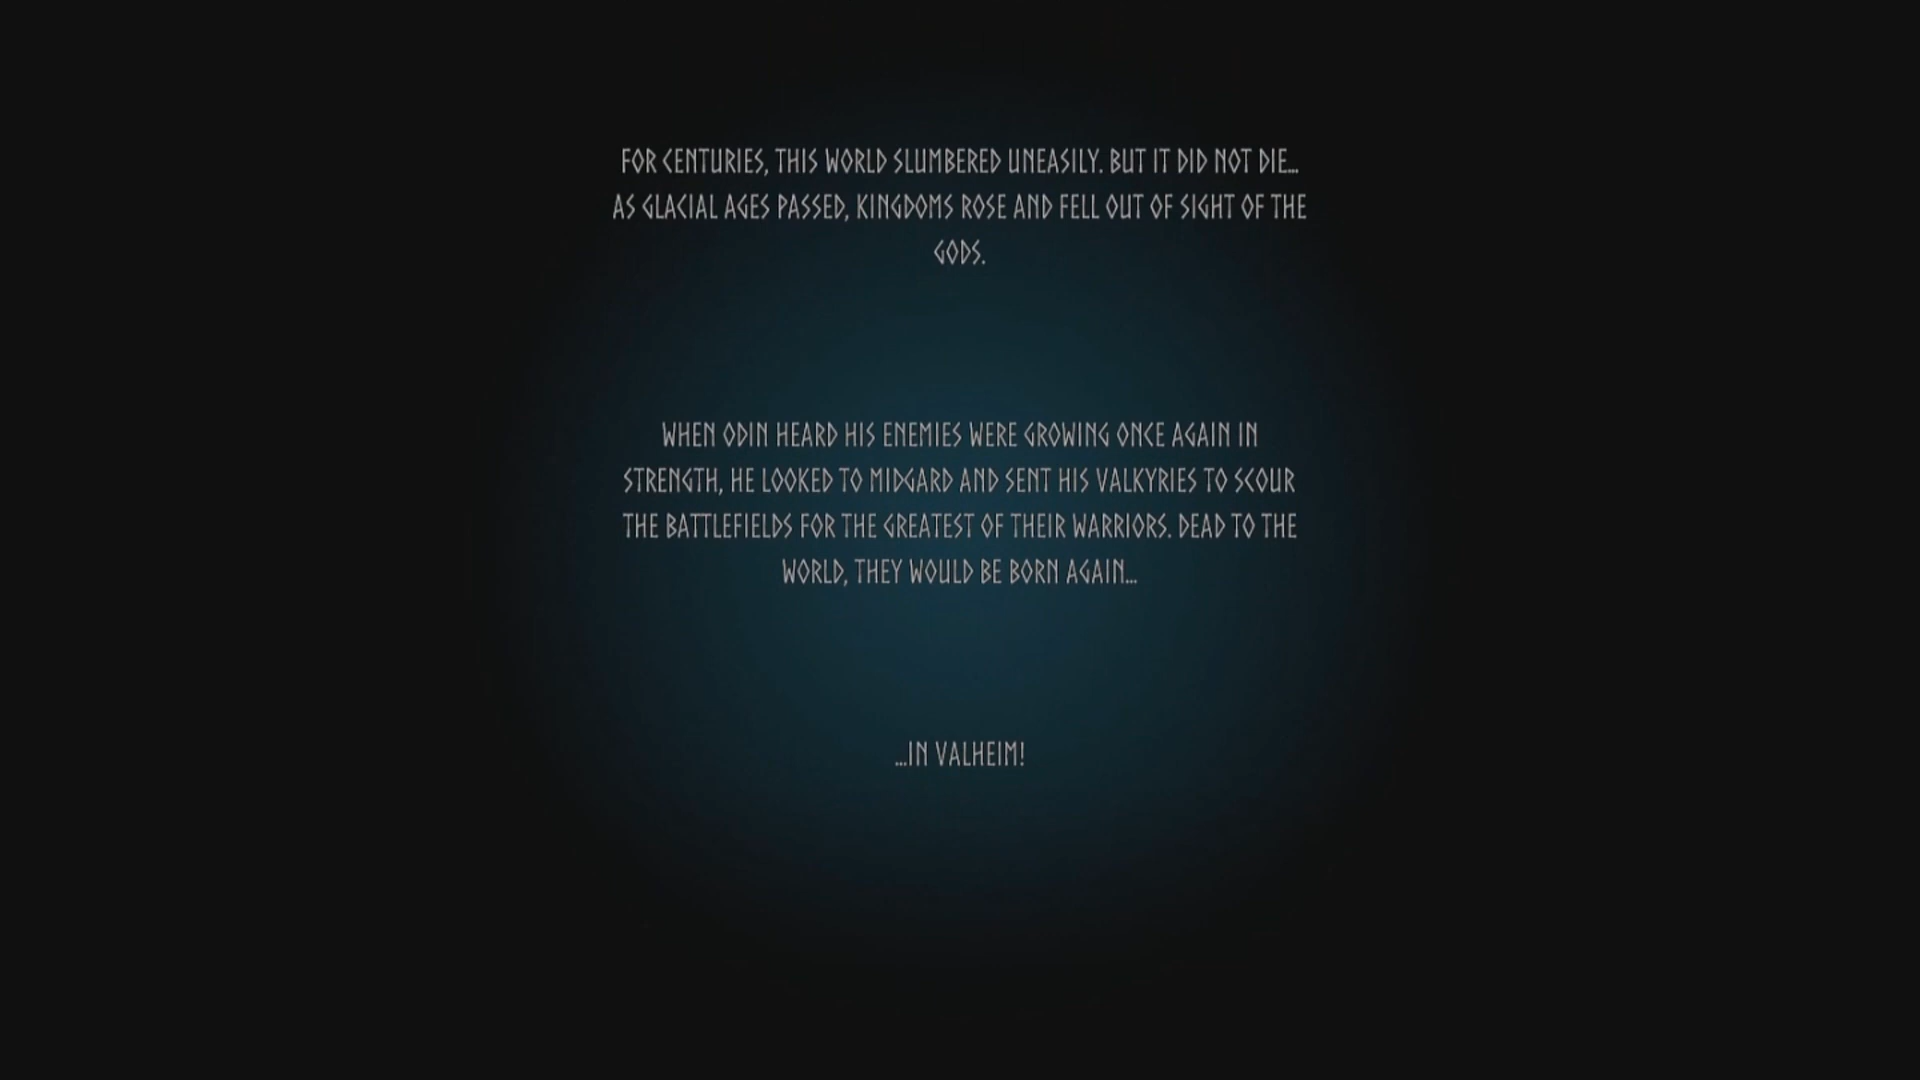 FOR CENTURIES, THIS WORLD SLUMBERED UNEASILY. BUT IT DID NOT DIE...
AS GLACIAL AGES PASSED, KINGDOMS ROSE AND FELL OUT OF SIGHT OF THE
GODS.
WHEN ODIN HEARD HIS ENEMIES WERE GROWING ONCE AGAIN IN
STRENGTH, HE LOOKED TO MIDGARD AND SENT HIS VALKYRIES TO SCOUR
THE BATTLEFIELDS FOR THE GREATEST OF THEIR WARRIORS. DEAD TO THE
WORLD, THEY WOULD BE BORN AGAIN...
...IN VALHEIM!